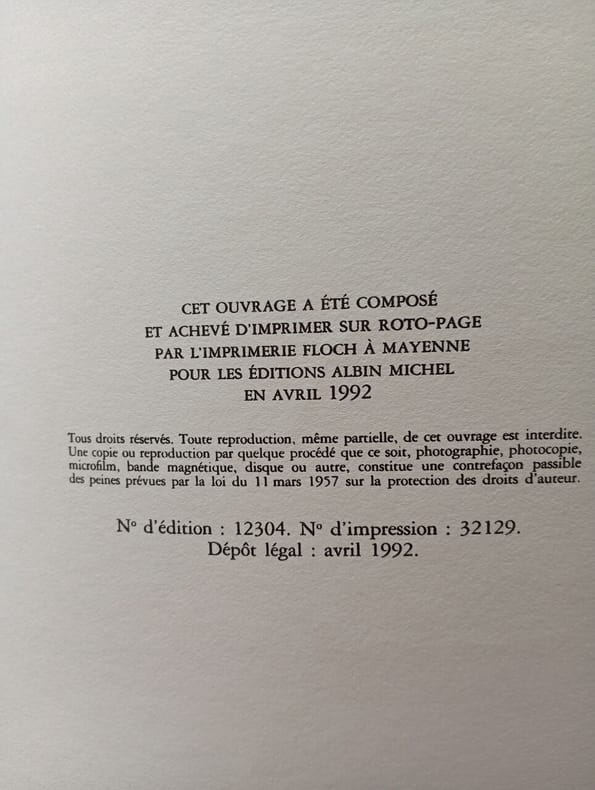 CET OUVRAGE A ÉTÉ COMPOSÉ
ET ACHEVÉ D'IMPRIMER SUR ROTO-PAGE
PAR L'IMPRIMERIE FLOCH À MAYENNE
POUR LES ÉDITIONS ALBIN MICHEL
EN AVRIL 1992
Tous droits réservés. Toute reproduction, même partielle, de cet ouvrage est interdite.
Une copie ou reproduction par quelque procédé que ce soit, photographie, photocopie,
microfilm, bande magnétique, disque ou autre, constitue une contrefaçon passible
des peines prévues par la loi du 11 mars 1957 sur la protection des droits d'auteur.
Nº d'édition : 12304. Nº d'impression : 32129.
Dépôt légal : avril 1992.